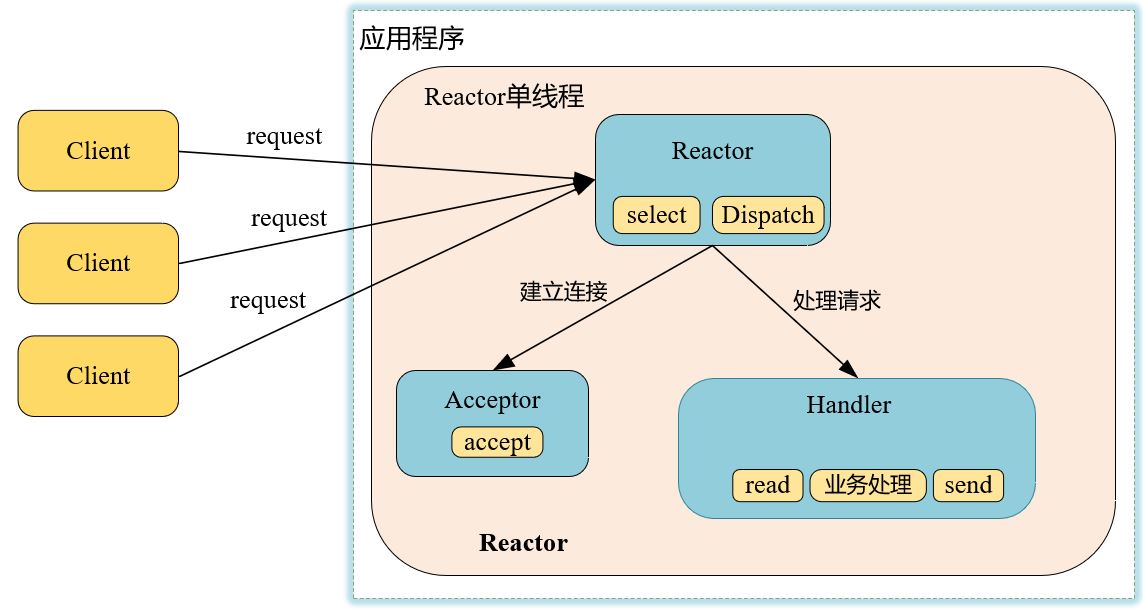 应用程序
Reactor单线程
Client
request
Reactor
select
Dispatch
Client
request
Client
request
建立连接
处理请求
Acceptor
accept
Handler
read
业务处理
send
Reactor